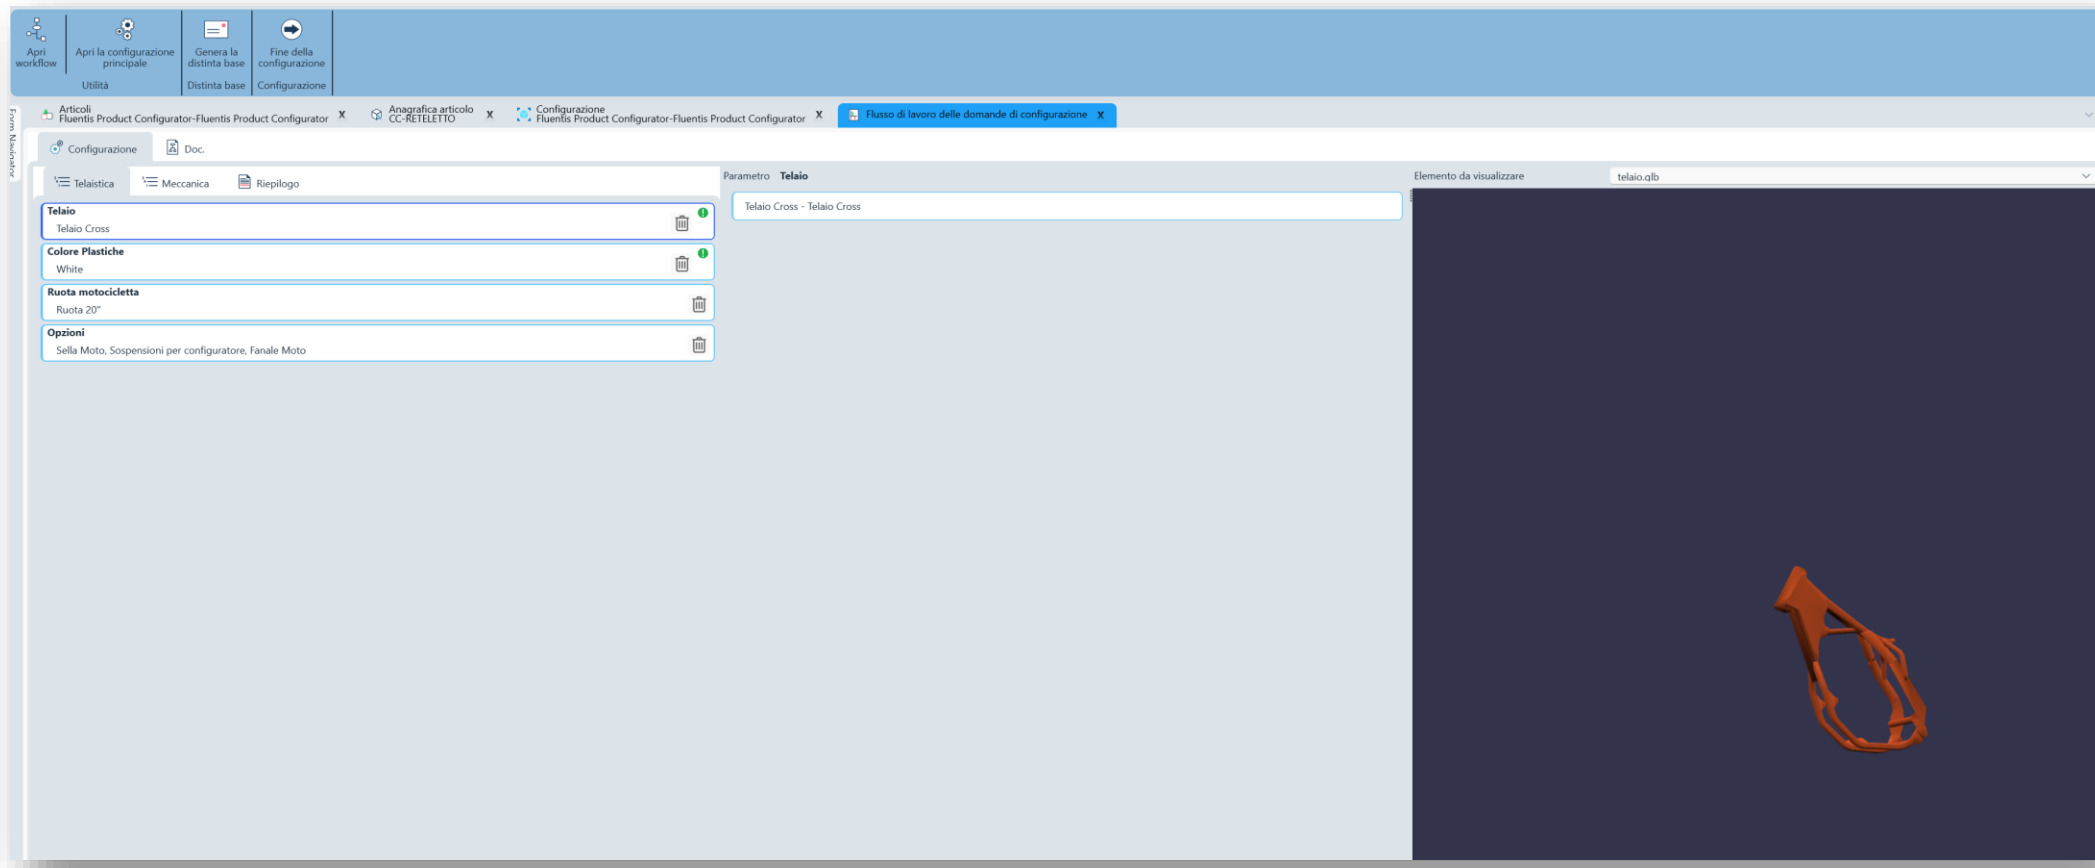 Apri
workflow
Apri la configurazione
principale
Genera la
distinta base
Fine della
configurazione
Utilità
Distinta base
Configurazione
Form Navigator
Articoli
Fluentis Product Configurator-Fluentis Product Configurator X
Anagrafica articolo
CC-RETELETTO X
Configurazione
Fluentis Product Configurator-Fluentis Product Configurator X
Flusso di lavoro delle domande di configurazione X
Configurazione
Doc.
Telaistica
Meccanica
Riepilogo
Parametro Telaio
Elemento da visualizzare
telaio.glb
Telaio
Telaio Cross
Telaio Cross - Telaio Cross
Colore Plastiche
White
Ruota motocicletta
Ruota 20"
Opzioni
Sella Moto, Sospensioni per configuratore, Fanale Moto